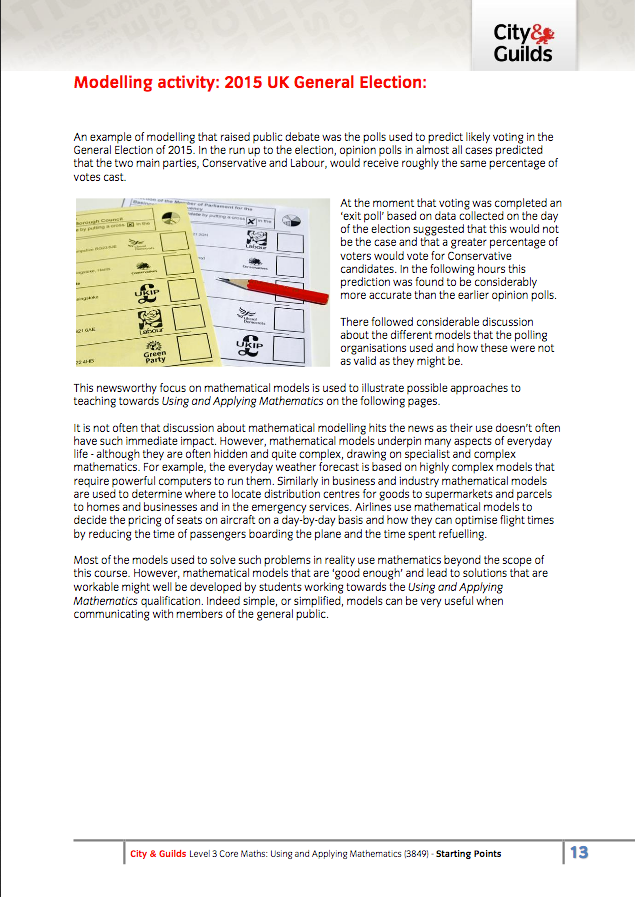 City&
Guilds
Modelling activity: 2015 UK General Election:
An example of modelling that raised public debate was the polls used to predict likely voting in the
General Election of 2015. In the run up to the election, opinion polls in almost all cases predicted
that the two main parties, Conservative and Labour, would receive roughly the same percentage of
votes cast.
At the moment that voting was completed an
‘exit poll’ based on data collected on the day
of the election suggested that this would not
be the case and that a greater percentage of
voters would vote for Conservative
candidates. In the following hours this
prediction was found to be considerably
more accurate than the earlier opinion polls.
There followed considerable discussion
about the different models that the polling
organisations used and how these were not
as valid as they might be.
Labour
UKIP
Labour
Green
Party
Liberal
Democrats
UKIP
This newsworthy focus on mathematical models is used to illustrate possible approaches to
teaching towards Using and Applying Mathematics on the following pages.
It is not often that discussion about mathematical modelling hits the news as their use doesn’t often
have such immediate impact. However, mathematical models underpin many aspects of everyday
life - although they are often hidden and quite complex, drawing on specialist and complex
mathematics. For example, the everyday weather forecast is based on highly complex models that
require powerful computers to run them. Similarly in business and industry mathematical models
are used to determine where to locate distribution centres for goods to supermarkets and parcels
to homes and businesses and in the emergency services. Airlines use mathematical models to
decide the pricing of seats on aircraft on a day-by-day basis and how they can optimise flight times
by reducing the time of passengers boarding the plane and the time spent refuelling.
Most of the models used to solve such problems in reality use mathematics beyond the scope of
this course. However, mathematical models that are ‘good enough’ and lead to solutions that are
workable might well be developed by students working towards the Using and Applying
Mathematics qualification. Indeed simple, or simplified, models can be very useful when
communicating with members of the general public.
City & Guilds Level 3 Core Maths: Using and Applying Mathematics (3849) - Starting Points
13